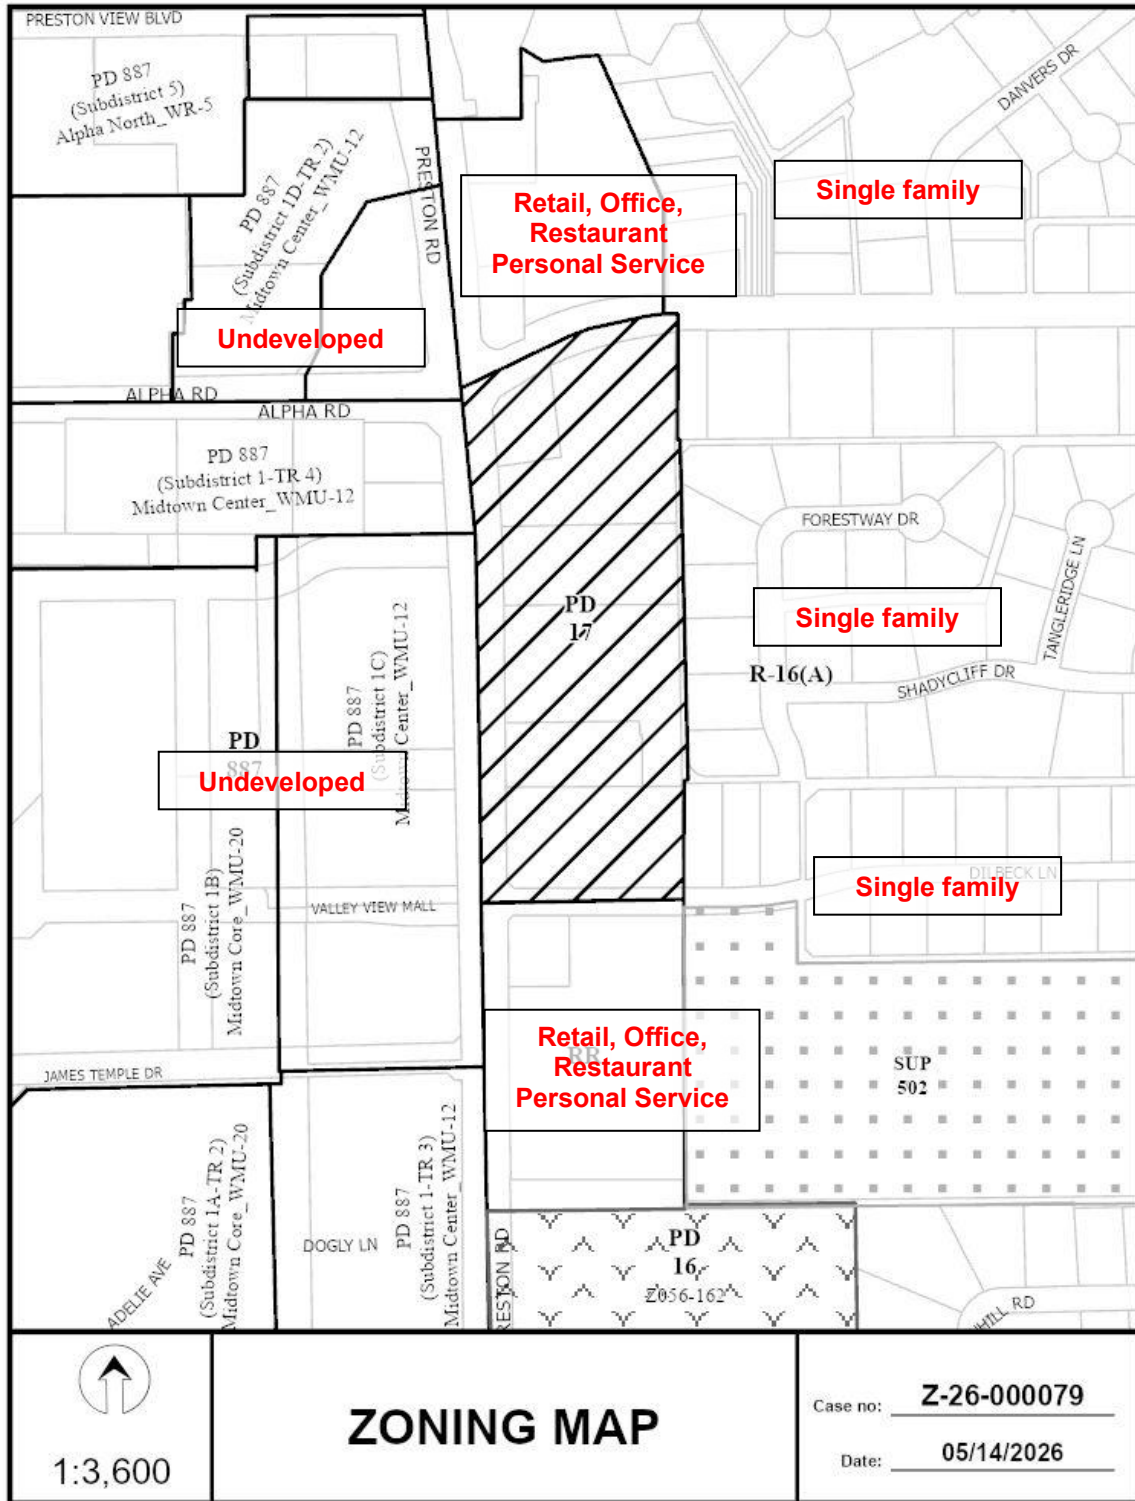 PRESTON VIEW BLVD
PD 887
(Subdistrict 5)
Alpha North_WR-5
PD 887
(Subdistrict 1D-TR 2)
Midtown Center_WMU-12
PRESTON RD
DANVERS DR
Retail, Office,
Restaurant
Personal Service
Single family
Undeveloped
ALPHA RD
ALPHA RD
PD 887
(Subdistrict 1-TR 4)
Midtown Center_WMU-12
FORESTWAY DR
TANGLERIDGE LN
PD
17
Single family
R-16(A)
SHADYCLIFF DR
PD 887
(Subdistrict 1C)
Midtown Center_WMU-12
PD
887
Undeveloped
PD 887
(Subdistrict 1B)
Midtown Core_WMU-20
VALLEY VIEW MALL
DILBECK LN
Single family
RR
Retail, Office,
Restaurant
Personal Service
SUP
502
JAMES TEMPLE DR
PD 887
(Subdistrict 1A-TR 2)
Midtown Core_WMU-20
ADELIE AVE
DOGLY LN
PD 887
(Subdistrict 1-TR 3)
Midtown Center_WMU-12
RESTON RD
PD
16
Z056-162
HILL RD
1:3,600
ZONING MAP
Case no: Z-26-000079
Date: 05/14/2026